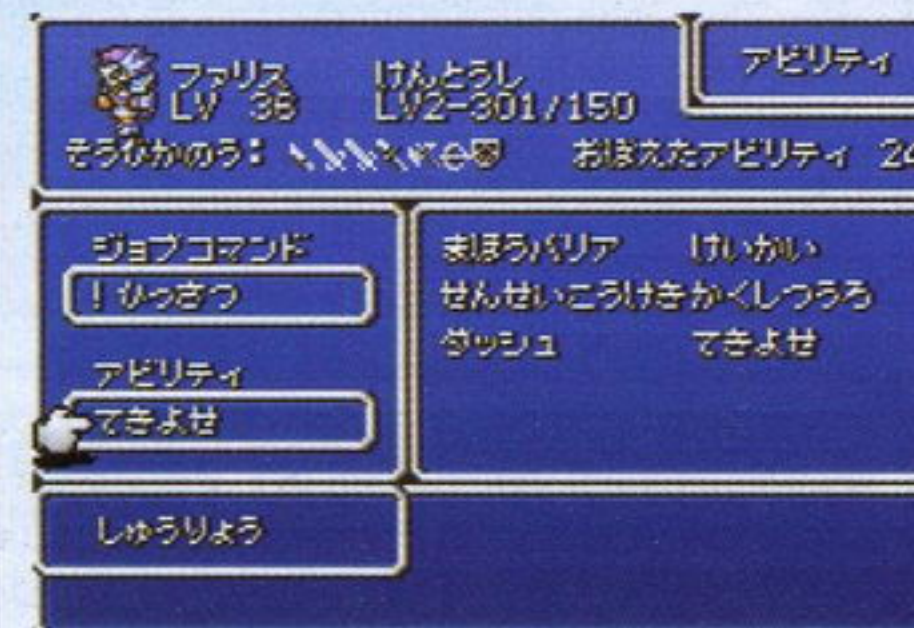 アビリティ
ファリス けんとうし
LV 38 LV2-301/150
そうびかのう: おぼえたアビリティ 24
ジョブコマンド
!ひっさつ
アビリティ
てきよせ
まほうバリア けいかい
せんせいこうげきかくしつうろ
ダッシュ てきよせ
しゅうりょう